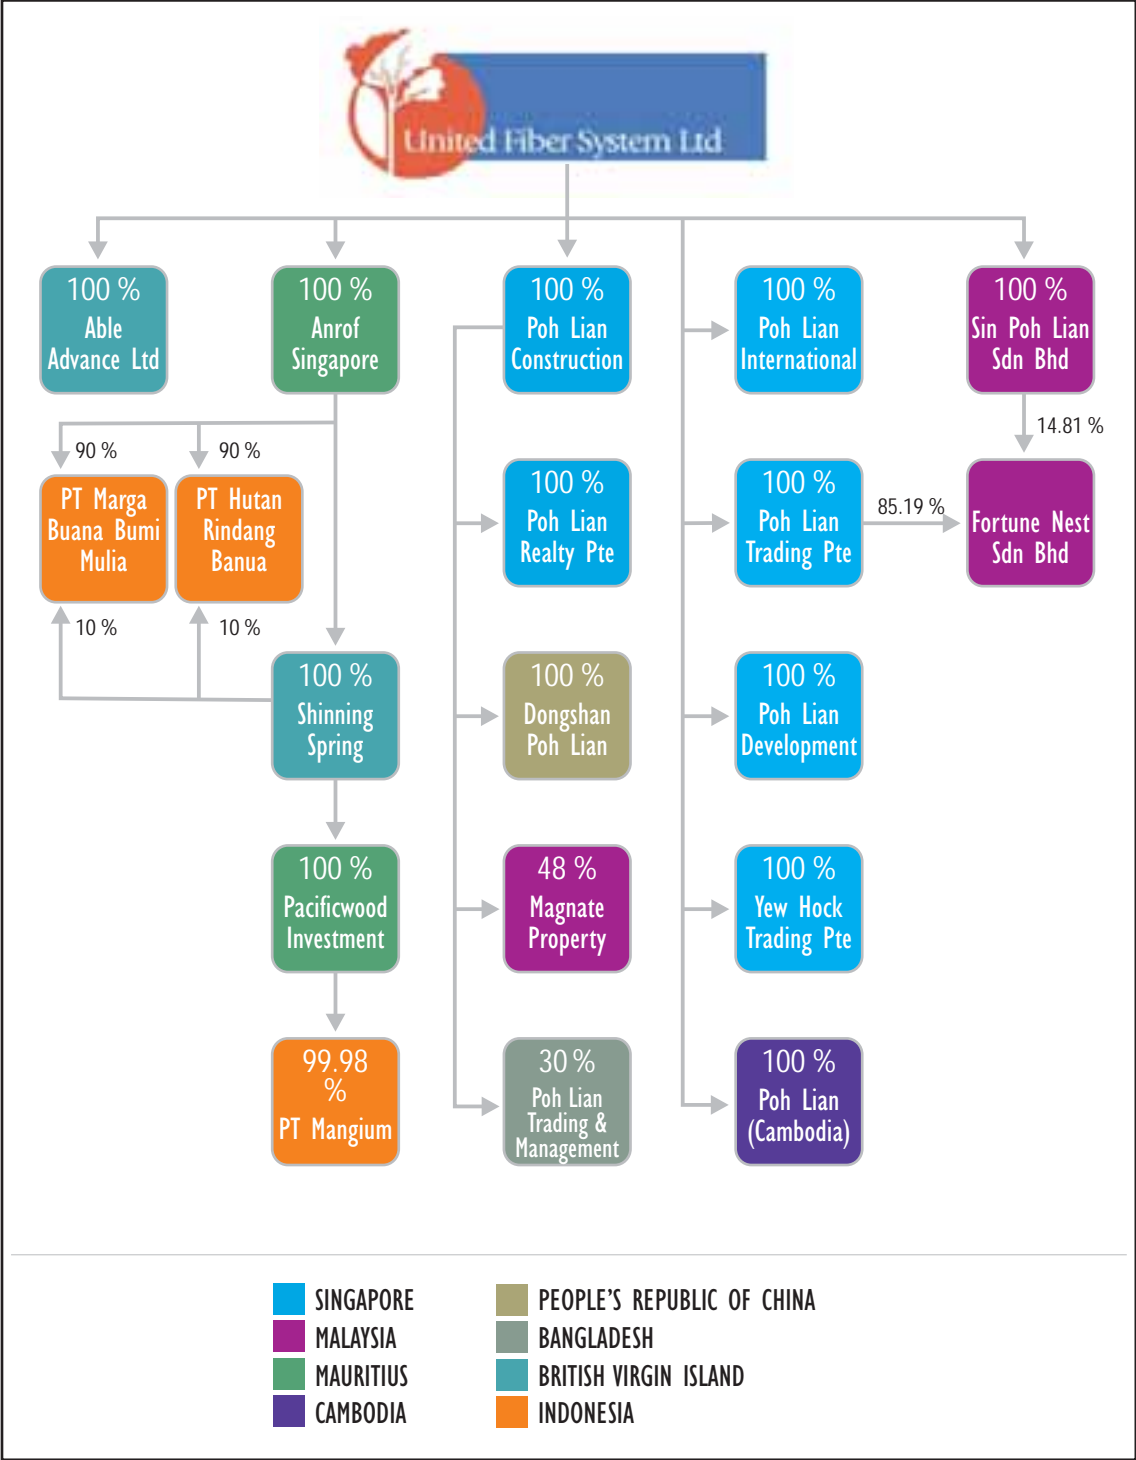 United Fiber System Ltd
100 %
Able
Advance Ltd
100 %
Anrof
Singapore
100 %
Poh Lian
Construction
100 %
Poh Lian
International
100 %
Sin Poh Lian
Sdn Bhd
90 %
90 %
14.81 %
PT Marga
Buana Bumi
Mulia
PT Hutan
Rindang
Banua
100 %
Poh Lian
Realty Pte
100 %
Poh Lian
Trading Pte
85.19 %
Fortune Nest
Sdn Bhd
10 %
10 %
100 %
Shinning
Spring
100 %
Dongshan
Poh Lian
100 %
Poh Lian
Development
100 %
Pacificwood
Investment
48 %
Magnate
Property
100 %
Yew Hock
Trading Pte
99.98
%
PT Mangium
30 %
Poh Lian
Trading &
Management
100 %
Poh Lian
(Cambodia)
SINGAPORE
MALAYSIA
MAURITIUS
CAMBODIA
PEOPLE'S REPUBLIC OF CHINA
BANGLADESH
BRITISH VIRGIN ISLAND
INDONESIA